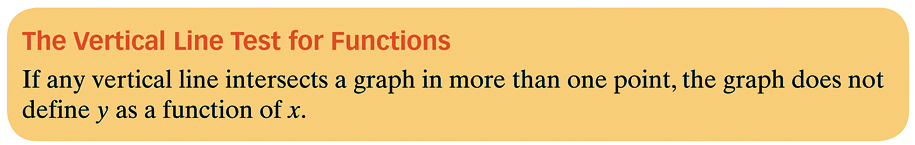 The Vertical Line Test for Functions
If any vertical line intersects a graph in more than one point, the graph does not
define y as a function of x.